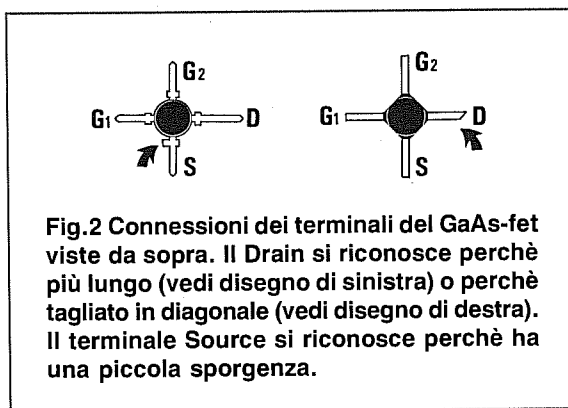 G2 G2
G1 D G1 D
S S
Fig.2 Connessioni dei terminali del GaAs-fet
viste da sopra. Il Drain si riconosce perchè
più lungo (vedi disegno di sinistra) o perchè
tagliato in diagonale (vedi disegno di destra).
Il terminale Source si riconosce perchè ha
una piccola sporgenza.